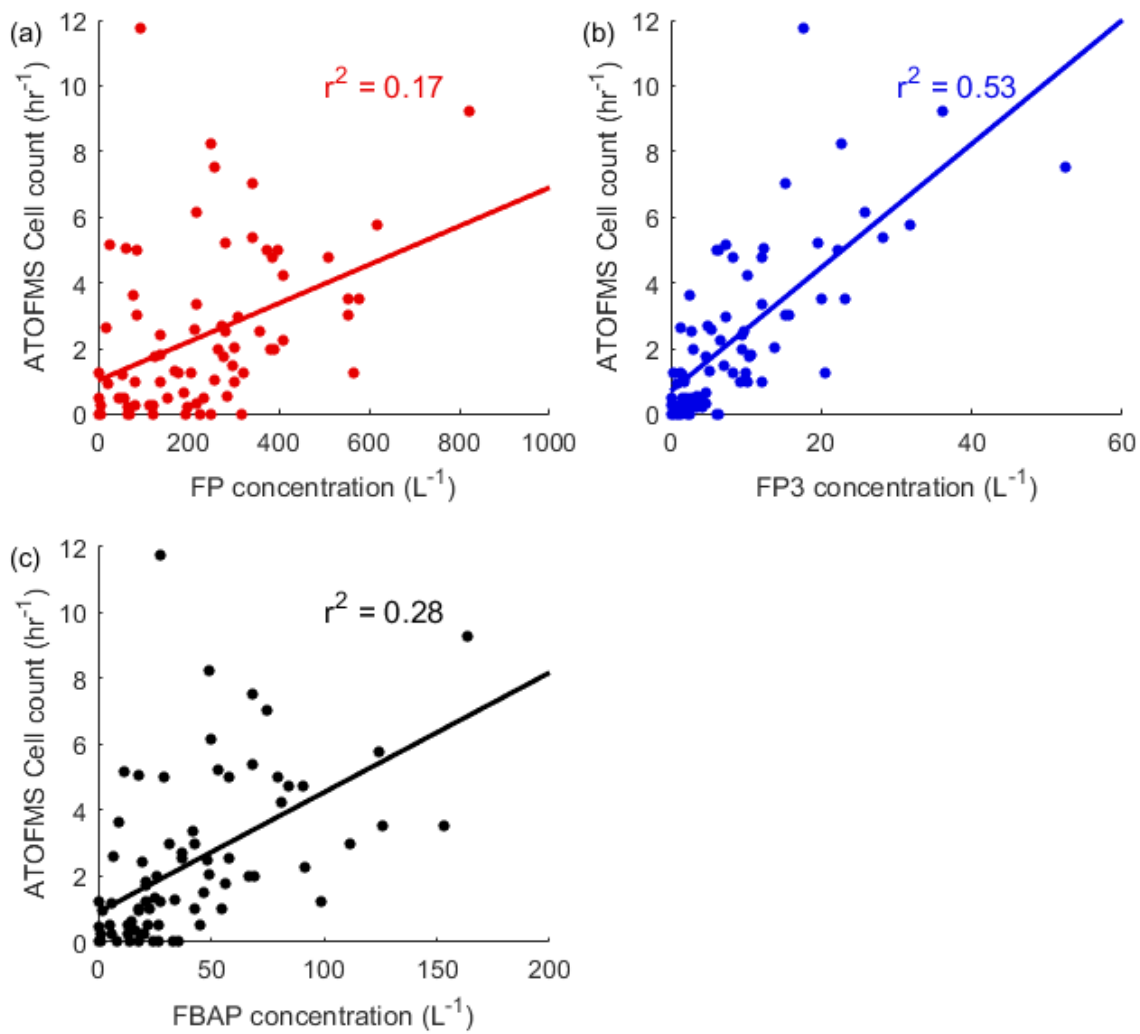 (a)
12
10
8
6
4
2
0
ATOFMS Cell count (hr⁻¹)
r² = 0.17
0 200 400 600 800 1000
FP concentration (L⁻¹)
(b)
12
10
8
6
4
2
0
ATOFMS Cell count (hr⁻¹)
r² = 0.53
0 20 40 60
FP3 concentration (L⁻¹)
(c)
12
10
8
6
4
2
0
ATOFMS Cell count (hr⁻¹)
r² = 0.28
0 50 100 150 200
FBAP concentration (L⁻¹)